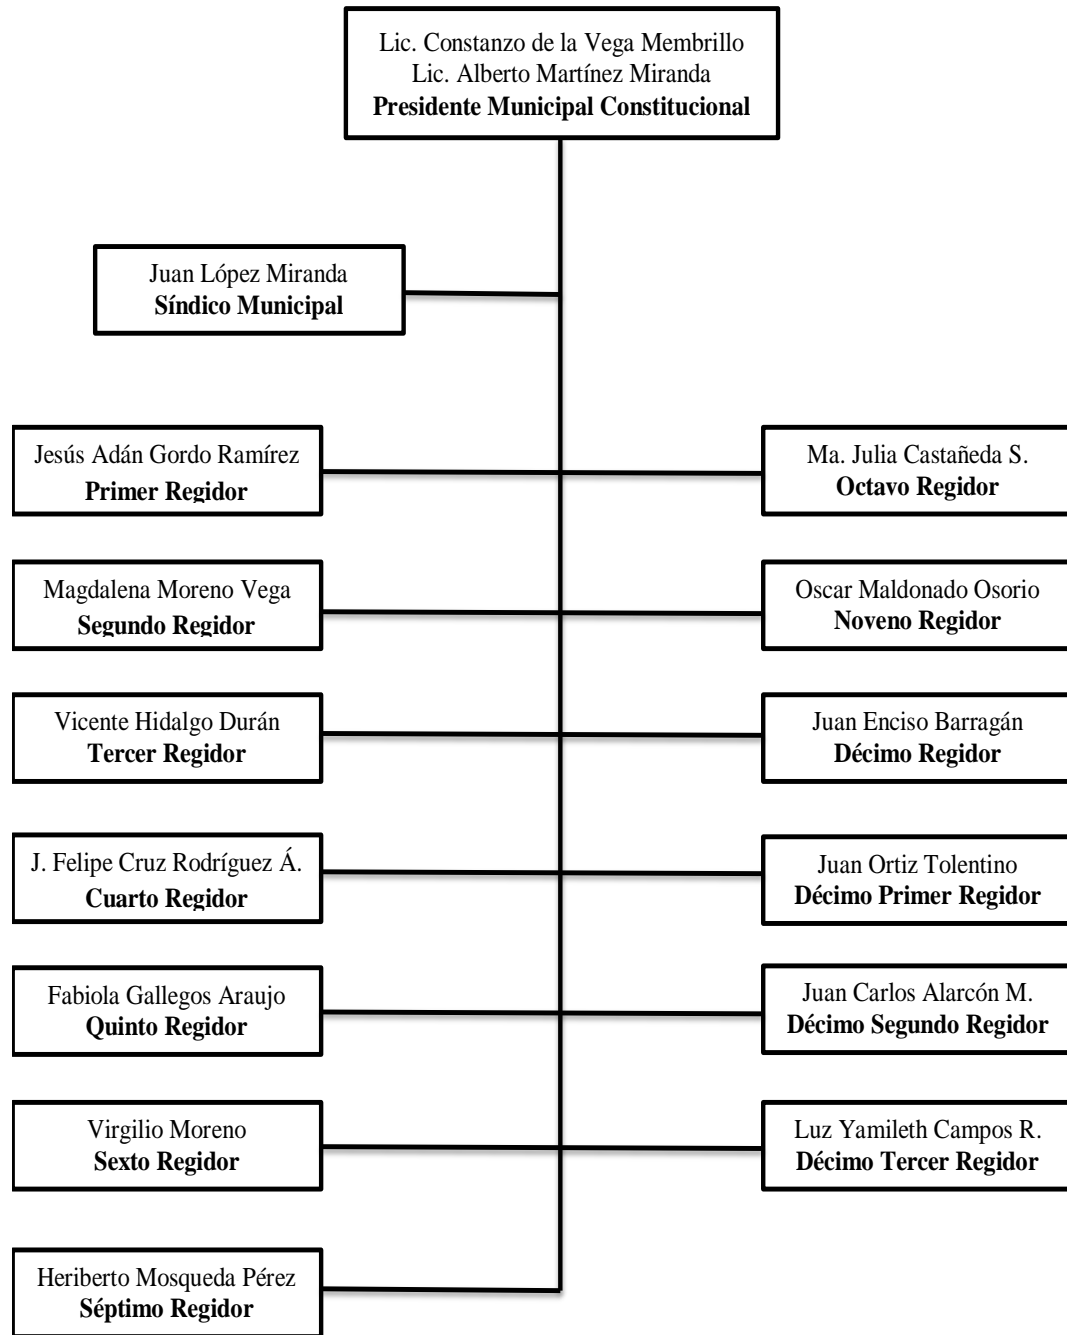 Lic. Constanzo de la Vega Membrillo
Lic. Alberto Martínez Miranda
Presidente Municipal Constitucional
Juan López Miranda
Síndico Municipal
Jesús Adán Gordo Ramírez
Primer Regidor
Ma. Julia Castañeda S.
Octavo Regidor
Magdalena Moreno Vega
Segundo Regidor
Oscar Maldonado Osorio
Noveno Regidor
Vicente Hidalgo Durán
Tercer Regidor
Juan Enciso Barragán
Décimo Regidor
J. Felipe Cruz Rodríguez Á.
Cuarto Regidor
Juan Ortiz Tolentino
Décimo Primer Regidor
Fabiola Gallegos Araujo
Quinto Regidor
Juan Carlos Alarcón M.
Décimo Segundo Regidor
Virgilio Moreno
Sexto Regidor
Luz Yamileth Campos R.
Décimo Tercer Regidor
Heriberto Mosqueda Pérez
Séptimo Regidor